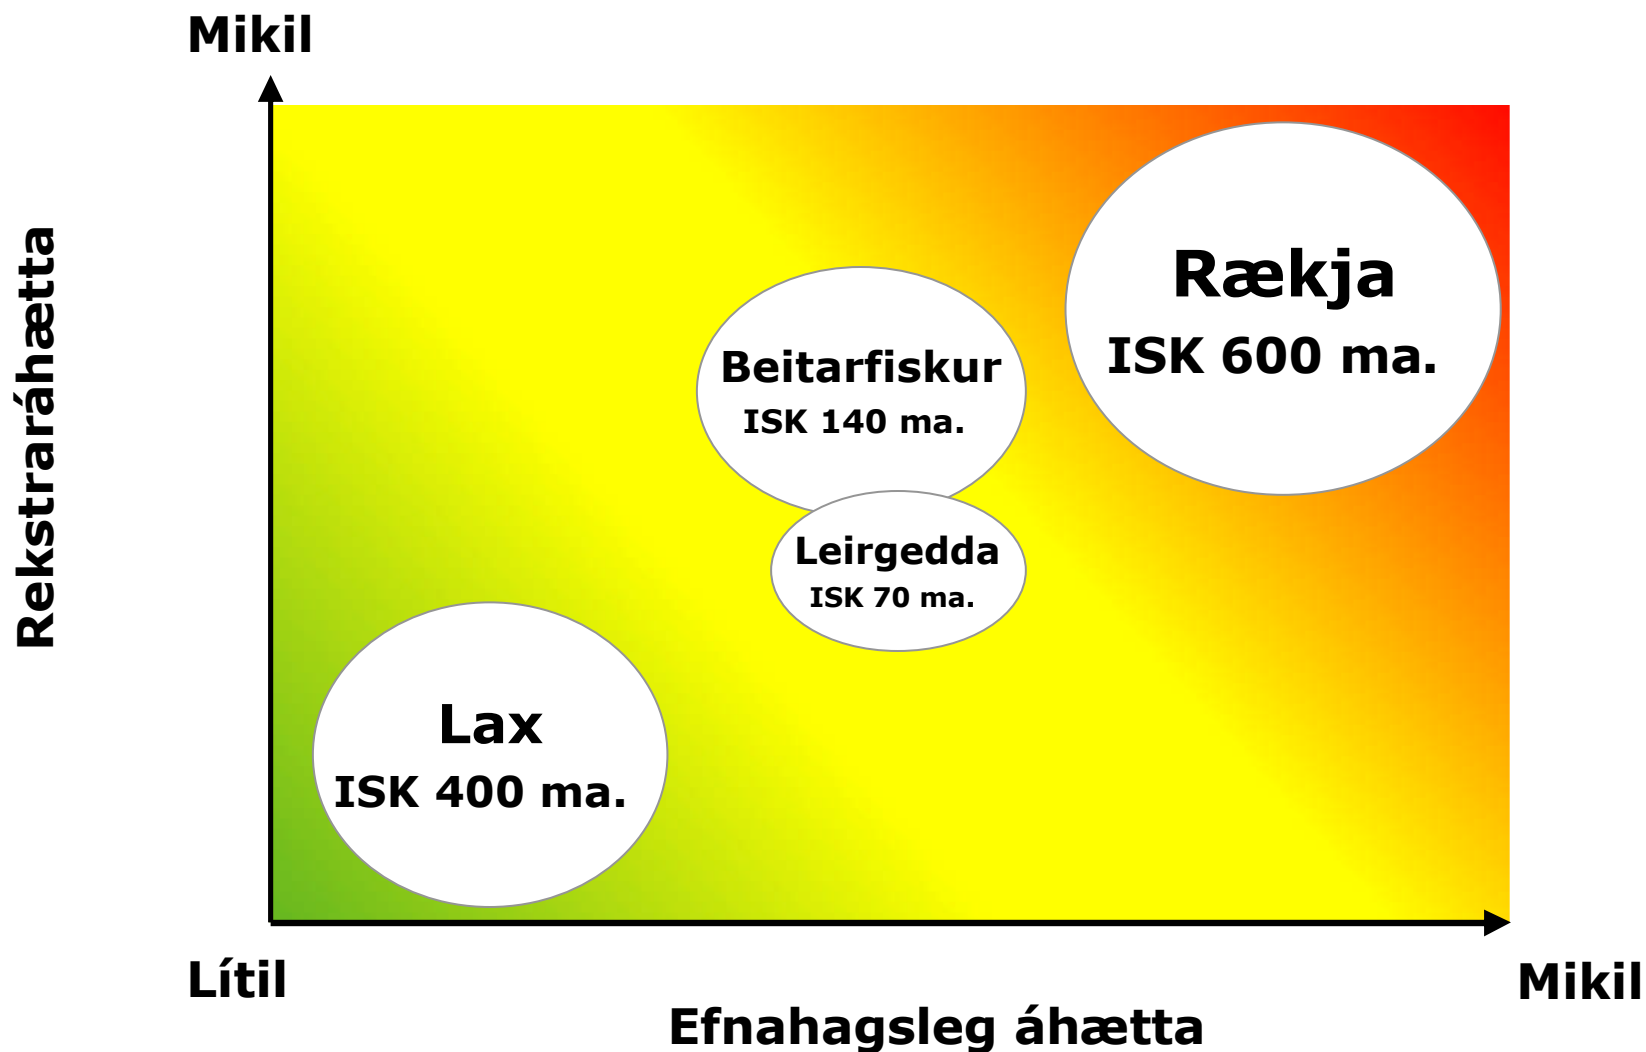 Mikil
Rekstraráhætta
Rækja
ISK 600 ma.
Beitarfiskur
ISK 140 ma.
Leirgedda
ISK 70 ma.
Lax
ISK 400 ma.
Lítil
Mikil
Efnahagsleg áhætta